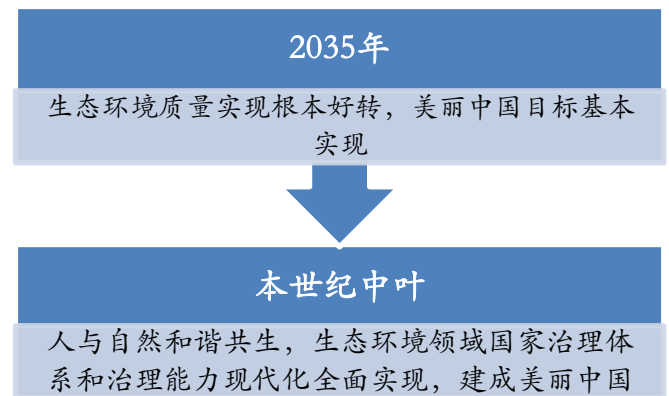 2035年
生态环境质量实现根本好转，美丽中国目标基本
实现
本世纪中叶
人与自然和谐共生，生态环境领域国家治理体
系和治理能力现代化全面实现，建成美丽中国